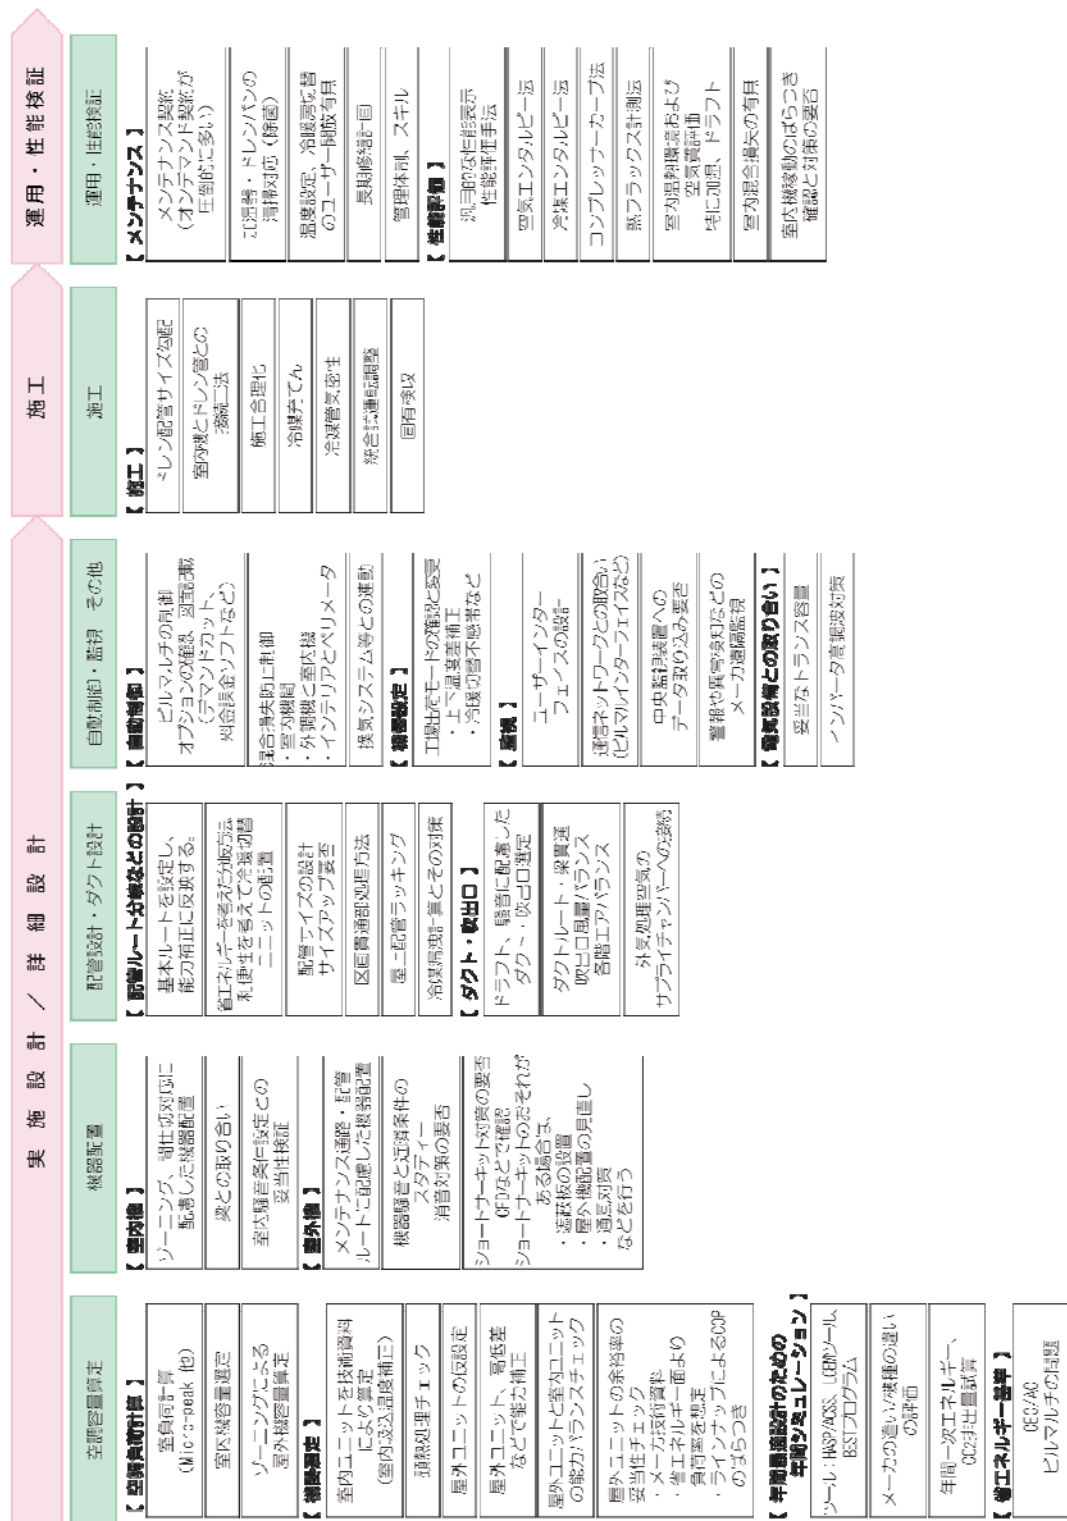 実施設計／詳細設計
施工
運用・性能検証
空調容量算定
【 空調負荷計算 】
室負荷計算
(Micro-peak 他)
室内機容量選定
ゾーニングによる
屋外機容量算定
【 機器選定 】
室内ユニットを技術資料
により算定
(室内吸込温度補正)
顕熱処理チェック
屋外ユニットの仮設定
屋外ユニット、高低差
などで能力補正
屋外ユニットと室内ユニット
の能力バランスチェック
屋外ユニットの余裕率の
妥当性チェック
・メーカ技術資料
・省エネルギー面より
負荷率を想定
・ラインナップによるCOP
のばらつき
【 年間最適設計のための
年間シミュレーション 】
ツール：HASP/ACSS、LCEMツール、
BESTプログラム
メーカの違いや機種の違い
の評価
年間一次エネルギー、
CO2排出量試算
【 省エネルギー基準 】
CEC/AC
ビルマルチの問題
機器配置
【 室内機 】
ゾーニング、間仕切対応に
配慮した機器配置
梁との取り合い
室内騒音条件設定との
妥当性検証
【 室外機 】
メンテナンス通路・配管
ルートに配慮した機器配置
機器騒音と近隣条件の
スタディー
消音対策の要否
ショートサーキット対策の要否
CFDなどで確認
ショートサーキットのおそれが
ある場合は、
・遮蔽板の設置
・屋外機配置の見直し
・通風対策
などを行う
配管設計・ダクト設計
【 配管ルート分岐などの設計 】
基本ルートを設定し、
能力補正に反映する。
省エネルギーを考えた分岐方法
利便性を考えて冷暖切替
ユニットの配置
配管サイズの設計
サイズアップ要否
区画貫通部処理方法
屋上配管ラッキング
冷媒漏洩計算とその対策
【 ダクト・吹出口 】
ドラフト、騒音に配慮した
ダクト・吹出口選定
ダクトルート・梁貫通
吹出口風量バランス
各階エアバランス
外気処理空気の
サプライチャンバーへの接続
自動制御・監視 その他
【 自動制御 】
ビルマルチの制御
オプションの確認 図面記載
(デマンドカット、
料金課金ソフトなど)
混合損失防止制御
・室内機間
・外調機と室内機
・インテリアとペリメータ
換気システム等との連動
【 機器設定 】
工場出荷モードの確認と変更
・上下温度差補正
・冷暖切替不感帯など
【 監視 】
ユーザーインター
フェイスの設計
通信ネットワークとの取合い
(ビルマルインターフェイスなど)
中央監視装置への
データ取り込み要否
警報や異常検知などの
メーカ遠隔監視
【 電気設備との取り合い 】
妥当なトランス容量
インバータ高調波対策
施工
【 施工 】
ドレン配管サイズ勾配
室内機とドレン管との
接続工法
施工合理化
冷媒充てん
冷媒管気密性
統合試運転調整
固有検収
運用・性能検証
【 メンテナンス 】
メンテナンス契約
(オンデマンド契約が
圧倒的に多い)
加湿器・ドレンパンの
清掃対応(除菌)
温度設定、冷暖房切替
のユーザー開放有無
長期修繕計画
管理体制、スキル
【 性能評価 】
汎用的な性能表示
性能評価手法
空気エンタルピー法
冷媒エンタルピー法
コンプレッサーカーブ法
熱フラックス計測法
室内温熱環境および
空気質評価
特に加湿、ドラフト
室内混合損失の有無
室内機稼動のばらつき
確認と対策の要否